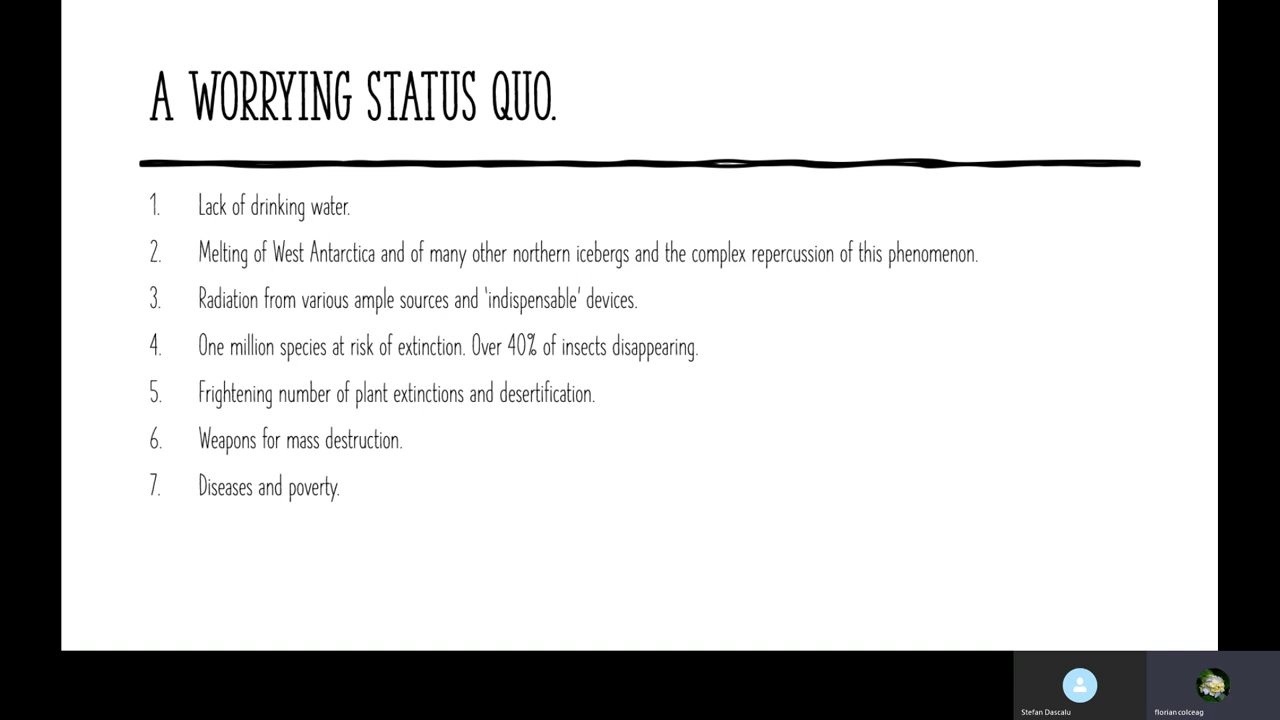 A WORRYING STATUS QUO.
1. Lack of drinking water.
2. Melting of West Antarctica and of many other northern icebergs and the complex repercussion of this phenomenon.
3. Radiation from various ample sources and 'indispensable' devices.
4. One million species at risk of extinction. Over 40% of insects disappearing.
5. Frightening number of plant extinctions and desertification.
6. Weapons for mass destruction.
7. Diseases and poverty.
Stefan Dascalu
florian colceag